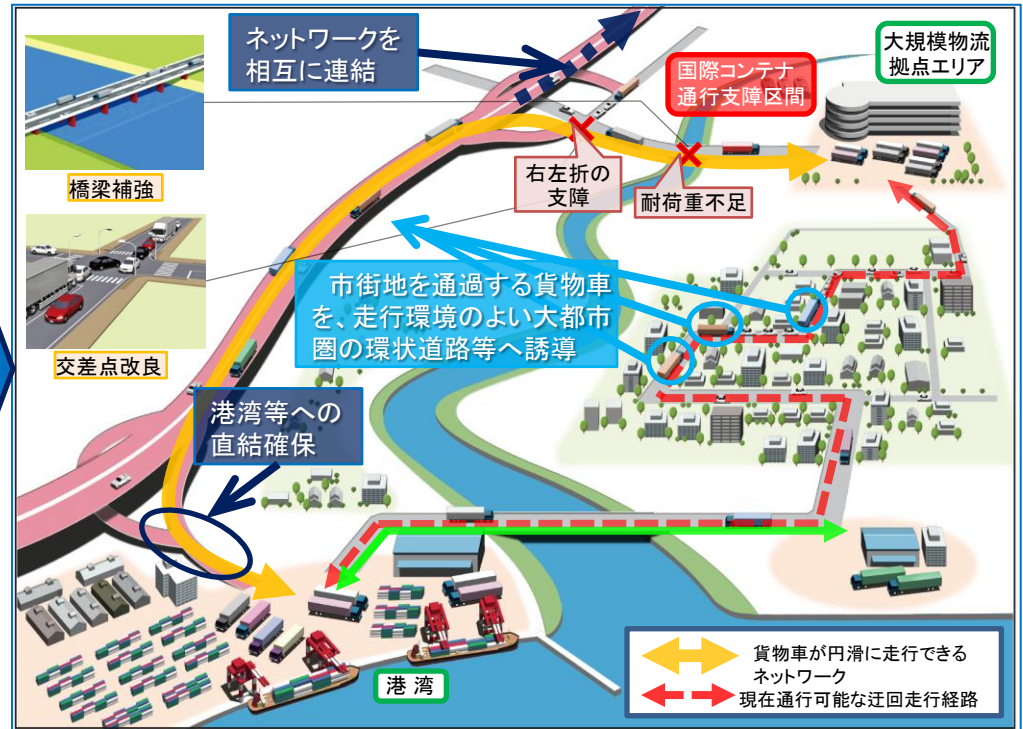 ネットワークを
相互に連結
大規模物流
拠点エリア
国際コンテナ
通行支障区間
橋梁補強
右左折の
支障
耐荷重不足
市街地を通過する貨物車
を、走行環境のよい大都市
圏の環状道路等へ誘導
交差点改良
港湾等への
直結確保
港湾
貨物車が円滑に走行できる
ネットワーク
現在通行可能な迂回走行経路